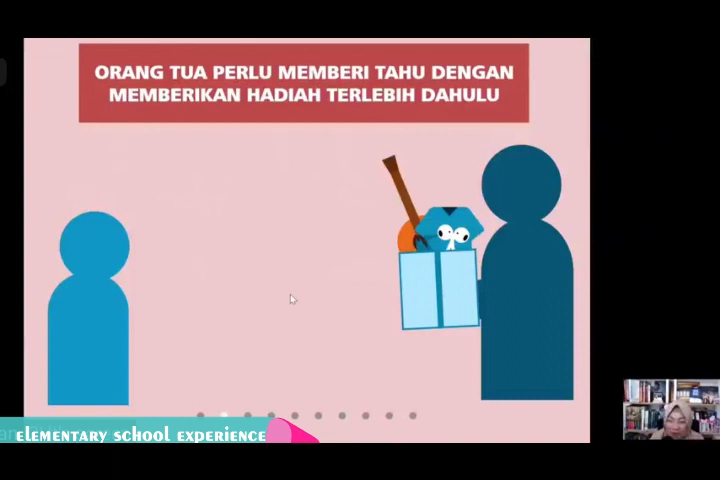 ORANG TUA PERLU MEMBERI TAHU DENGAN
MEMBERIKAN HADIAH TERLEBIH DAHULU
ELEMENTARY SCHOOL EXPERIENCE